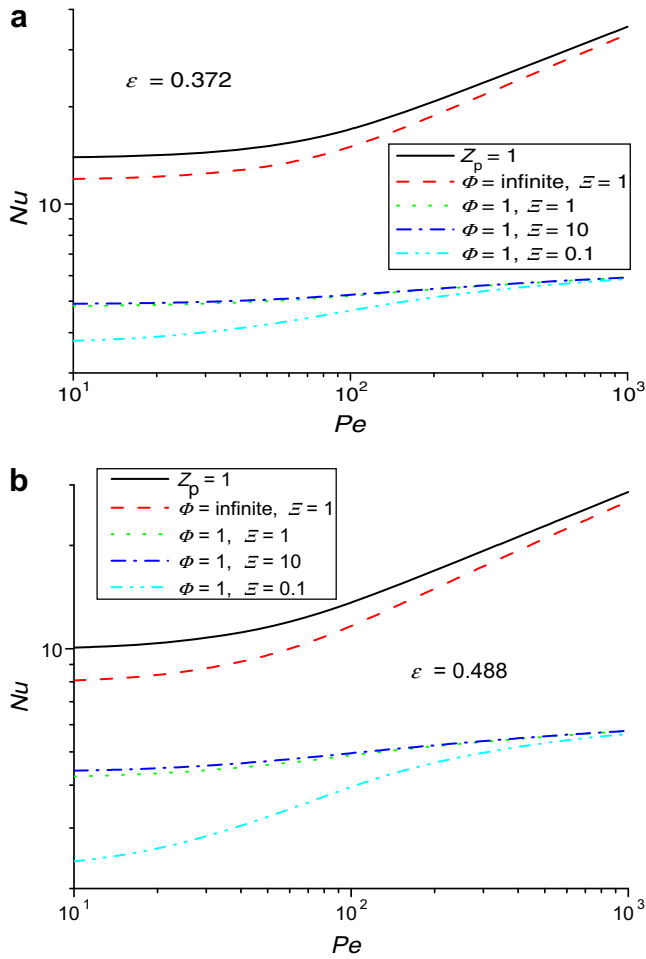 a
ε = 0.372
Z_p = 1
Φ = infinite, Ξ = 1
Φ = 1, Ξ = 1
Φ = 1, Ξ = 10
Φ = 1, Ξ = 0.1
Nu
10
10^1
10^2
10^3
Pe
b
Z_p = 1
Φ = infinite, Ξ = 1
Φ = 1, Ξ = 1
Φ = 1, Ξ = 10
Φ = 1, Ξ = 0.1
ε = 0.488
Nu
10
10^1
10^2
10^3
Pe